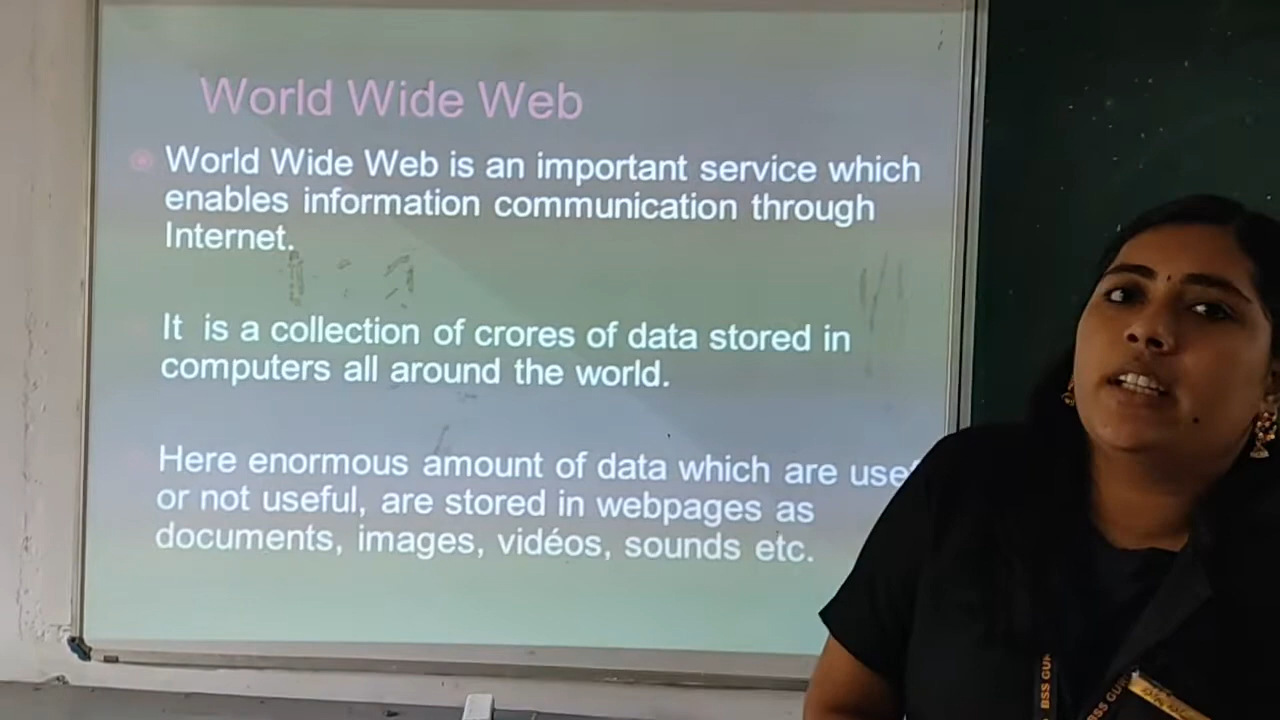 World Wide Web
World Wide Web is an important service which
enables information communication through
Internet.
It is a collection of crores of data stored in
computers all around the world.
Here enormous amount of data which are
or not useful, are stored in webpages as
documents, images, vidéos, sounds etc.
BSS
BSS